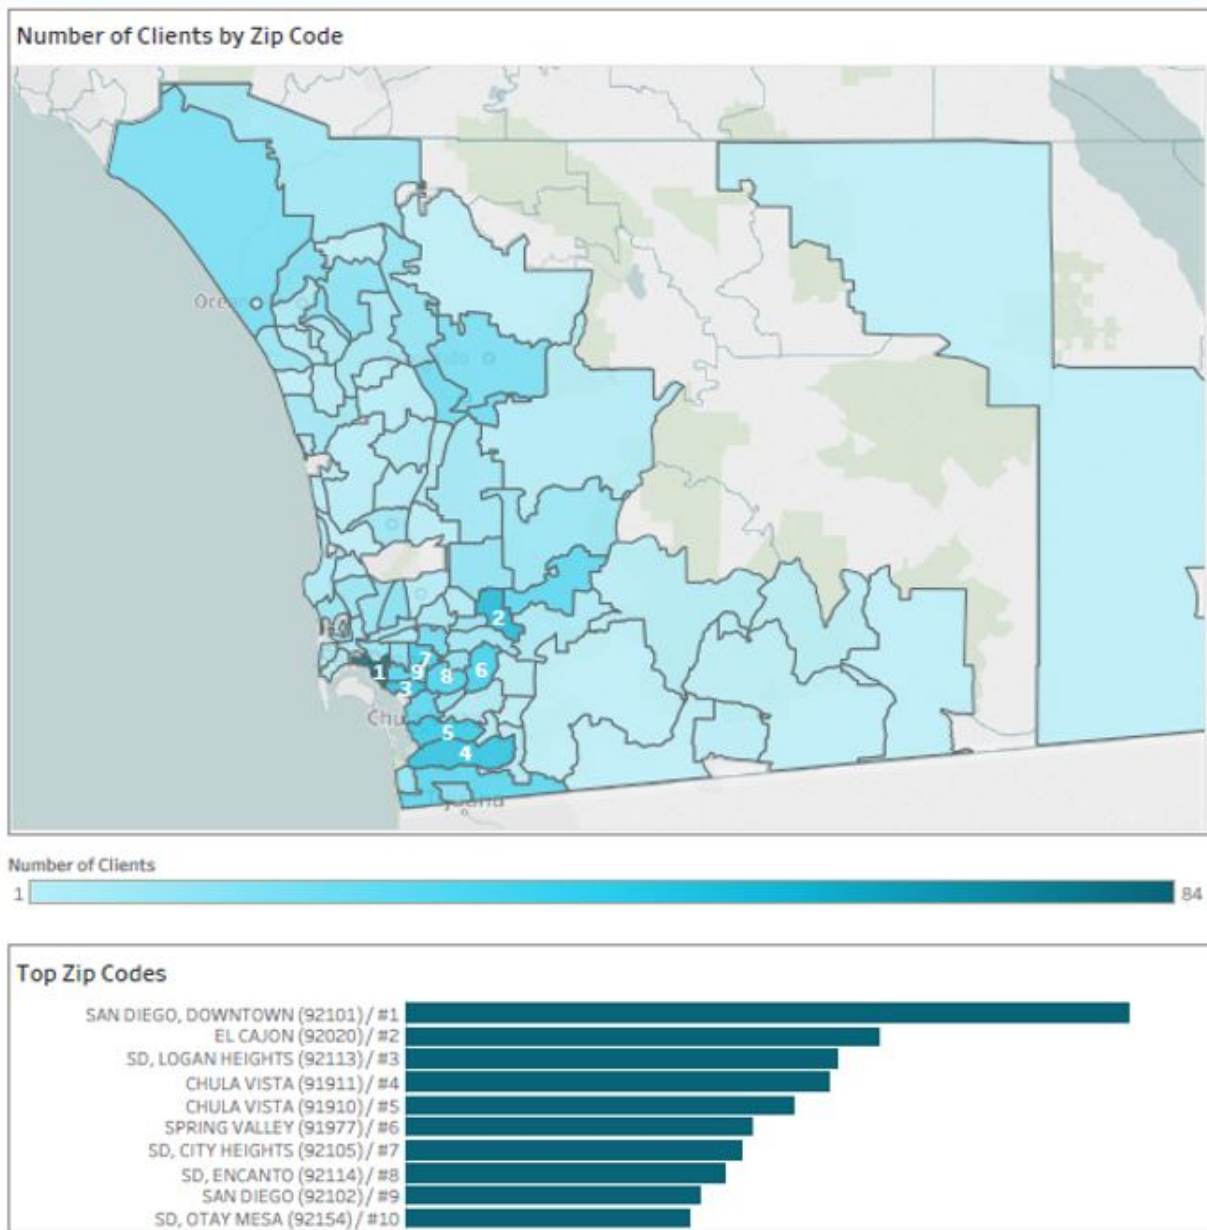 Number of Clients by Zip Code
2
7
1
9
8
6
3
Chu
5
4
Number of Clients
1
84
Top Zip Codes
SAN DIEGO, DOWNTOWN (92101) / #1
EL CAJON (92020) / #2
SD, LOGAN HEIGHTS (92113) / #3
CHULA VISTA (91911) / #4
CHULA VISTA (91910) / #5
SPRING VALLEY (91977) / #6
SD, CITY HEIGHTS (92105) / #7
SD, ENCANTO (92114) / #8
SAN DIEGO (92102) / #9
SD, OTAY MESA (92154) / #10